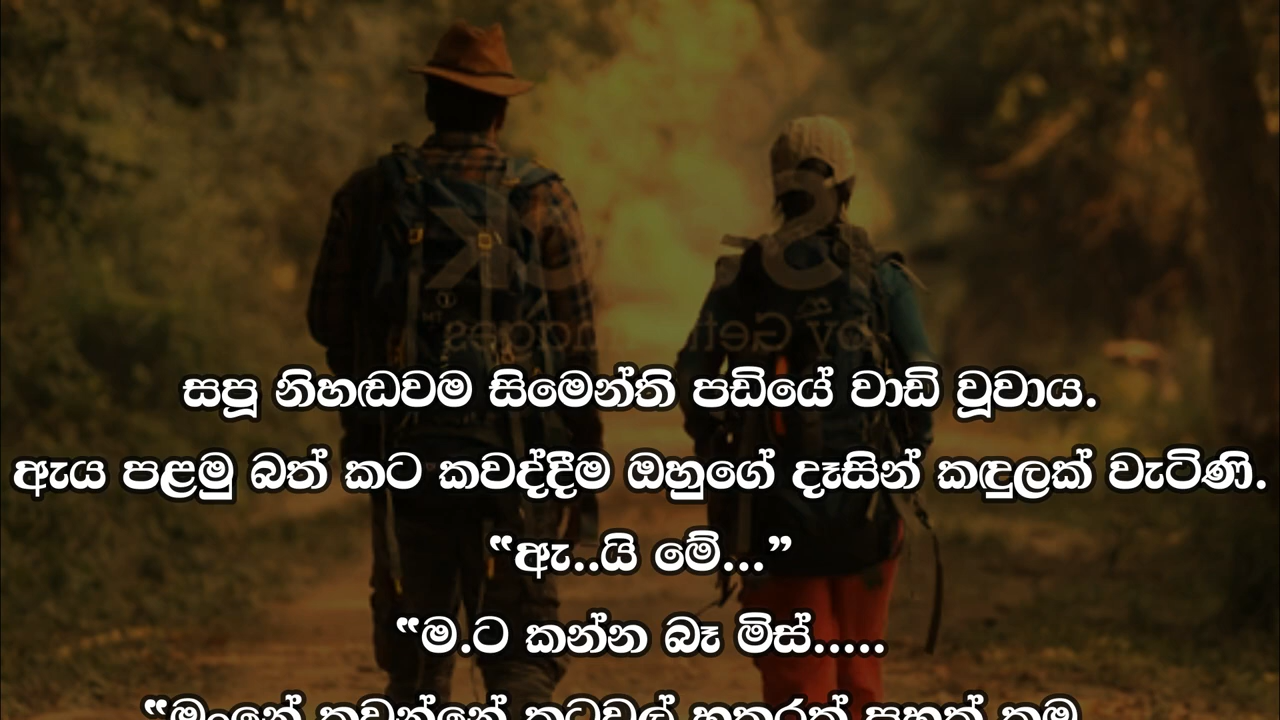 සපූ නිහඬවම සිමෙන්ති පඩියේ වාඩි වූවාය.
ඇය පළමු බත් කට කවද්දීම ඔහුගේ දෑසින් කඳුලක් වැටිණි.
“ඇ..යි මේ...”
“ම.ට කන්න බෑ මිස්.....